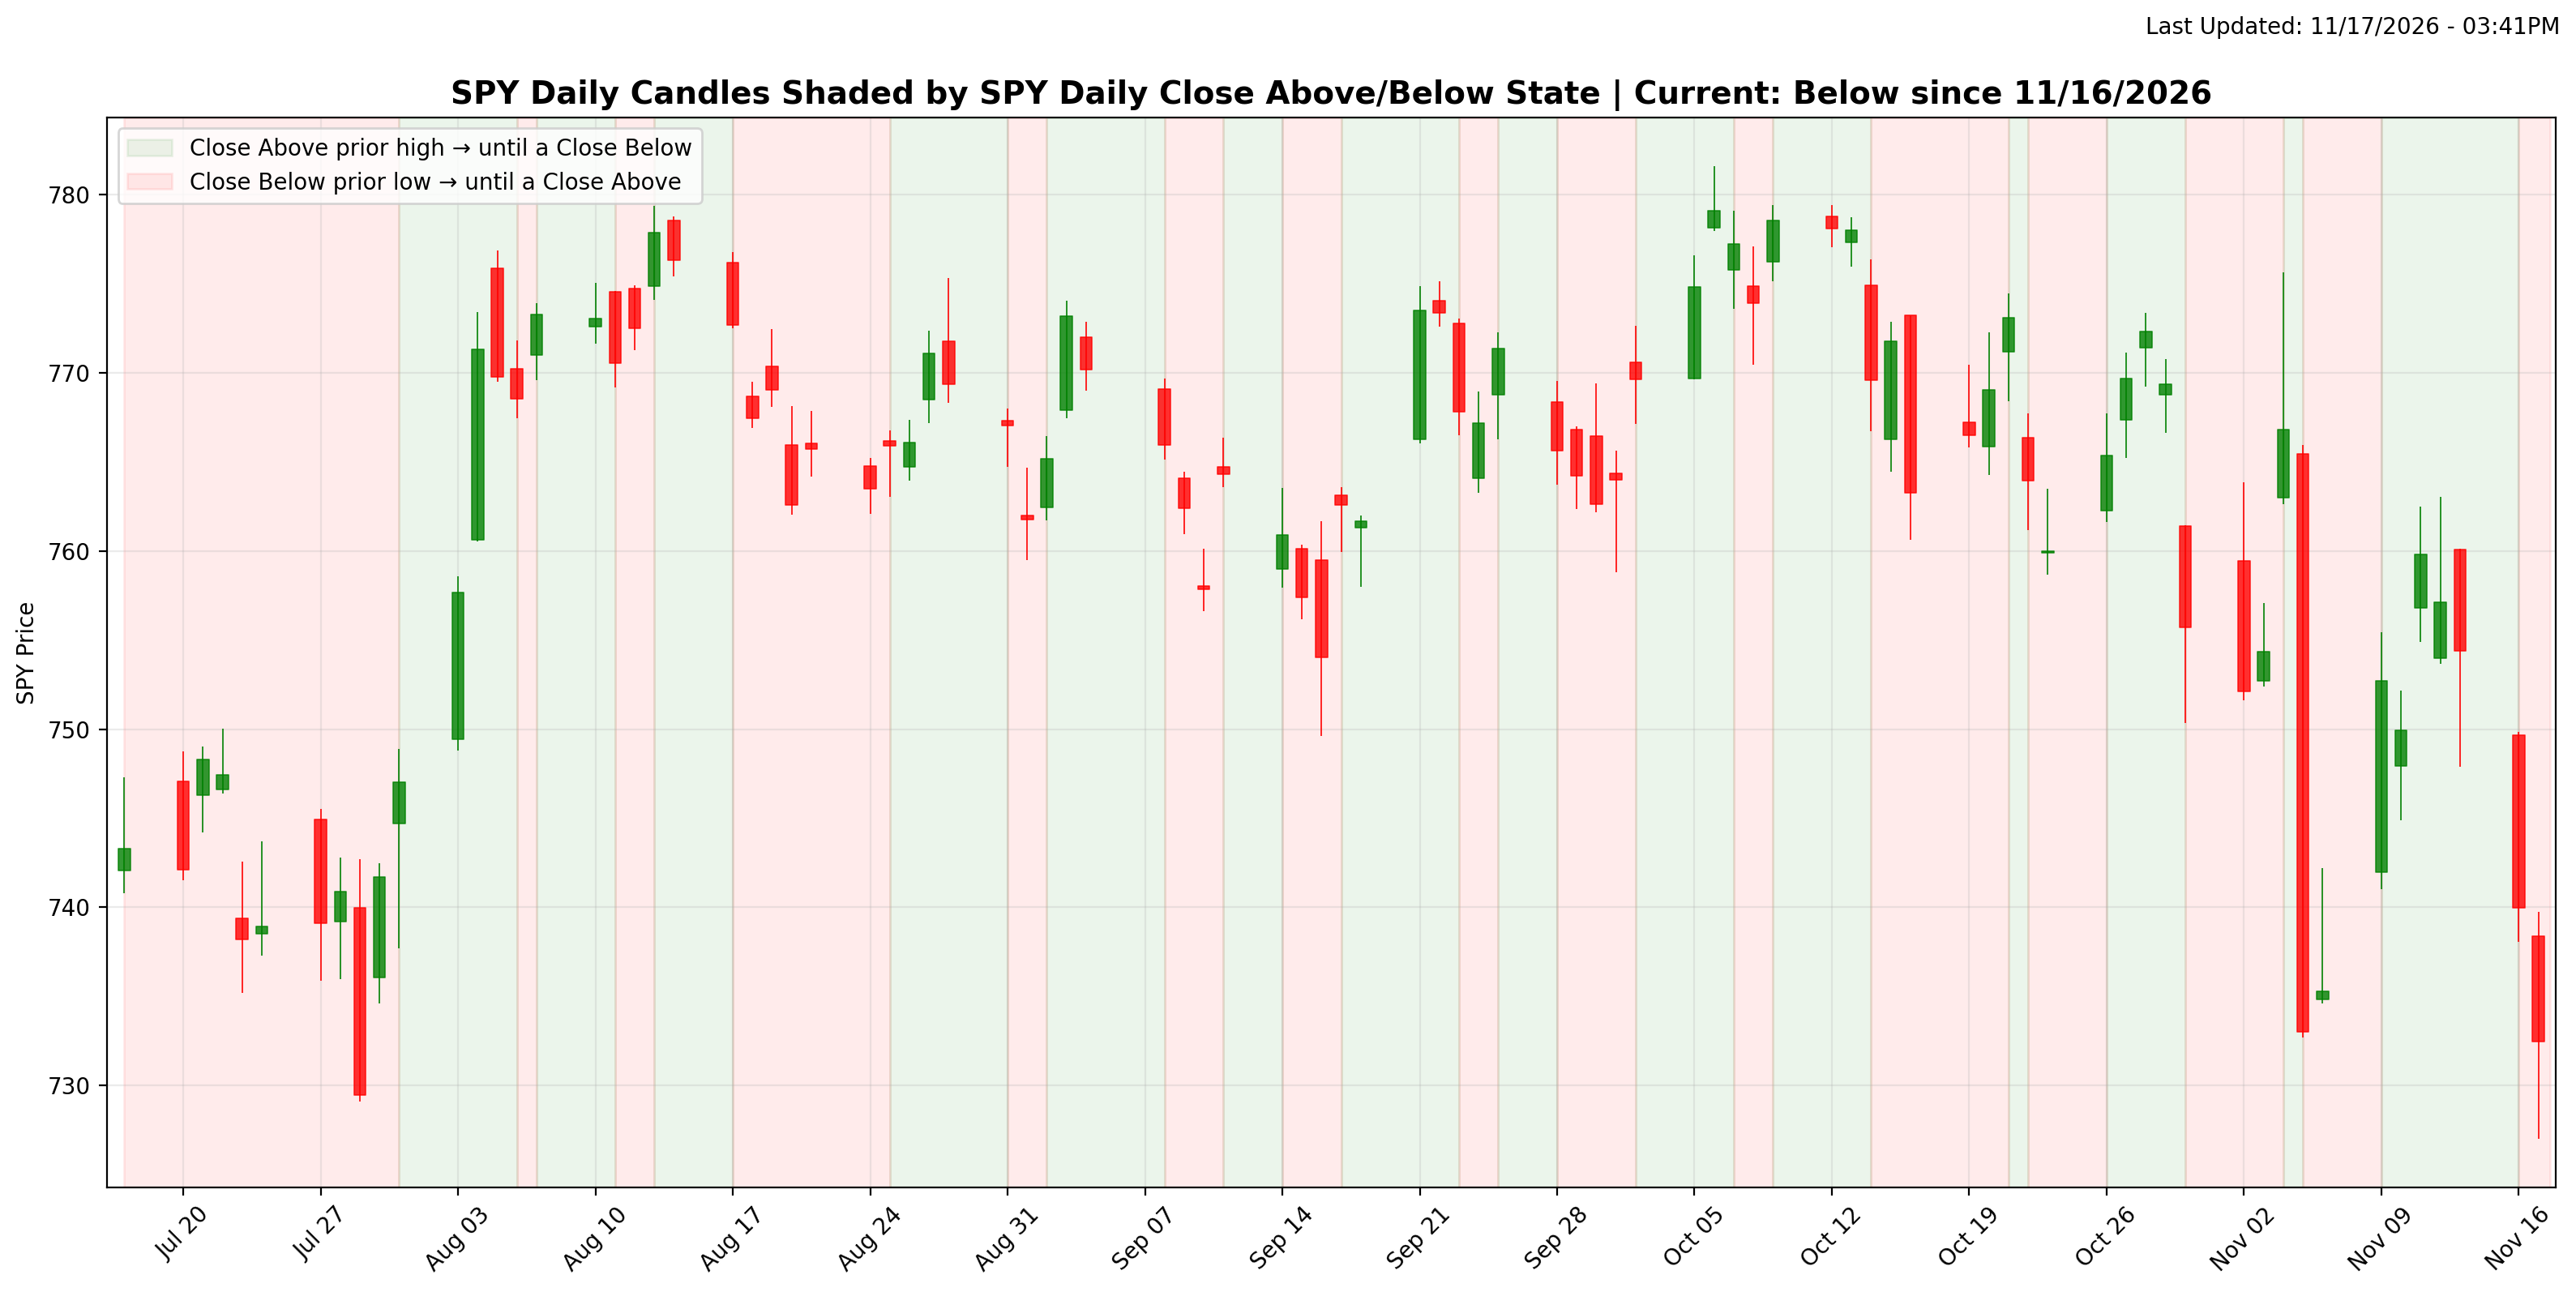 Last Updated: 11/17/2026 - 03:41PM
SPY Daily Candles Shaded by SPY Daily Close Above/Below State | Current: Below since 11/16/2026
Close Above prior high → until a Close Below
Close Below prior low → until a Close Above
SPY Price
780
770
760
750
740
730
Jul 20
Jul 27
Aug 03
Aug 10
Aug 17
Aug 24
Aug 31
Sep 07
Sep 14
Sep 21
Sep 28
Oct 05
Oct 12
Oct 19
Oct 26
Nov 02
Nov 09
Nov 16